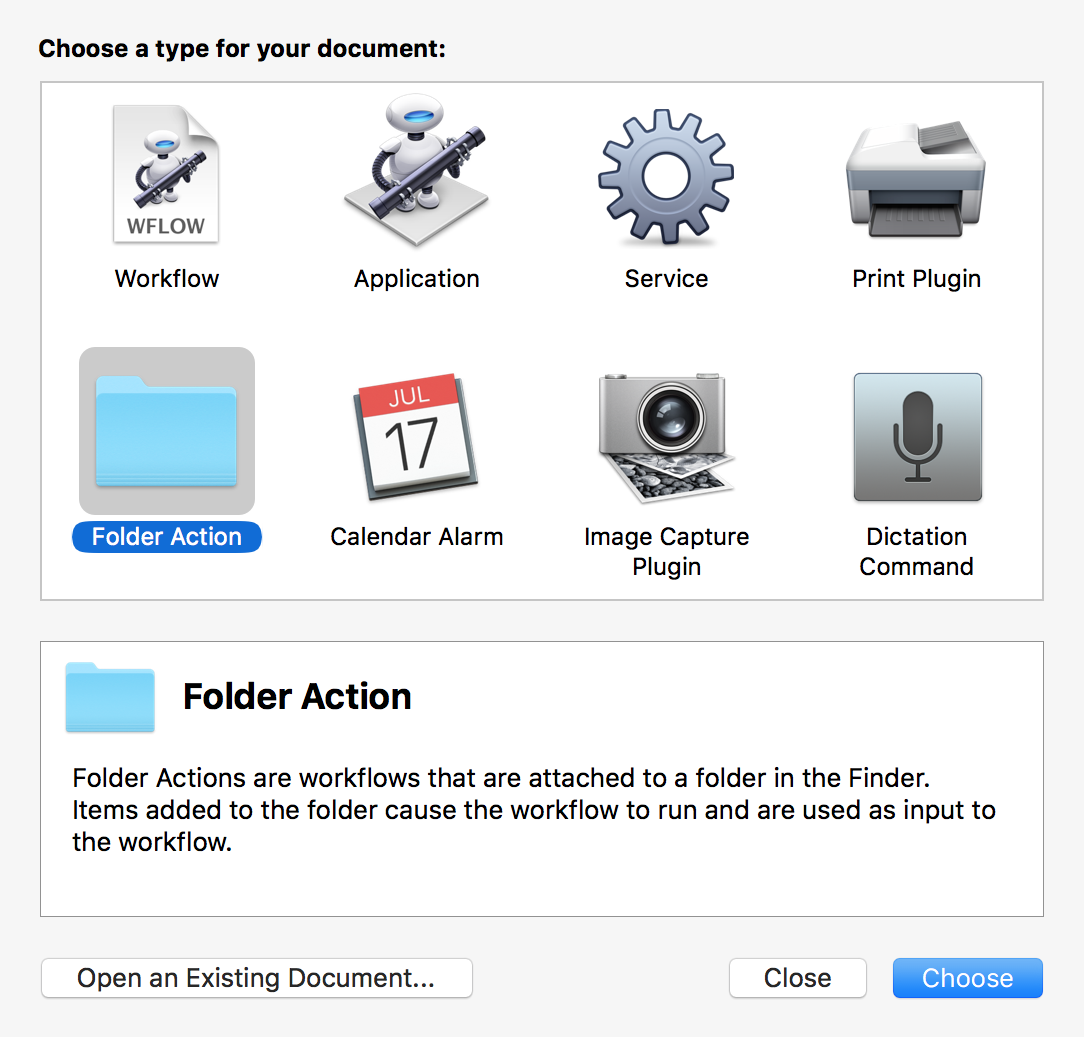 Choose a type for your document:
WFLOW
Workflow
Application
Service
Print Plugin
Folder Action
JUL
17
Calendar Alarm
Image Capture
Plugin
Dictation
Command
Folder Action
Folder Actions are workflows that are attached to a folder in the Finder.
Items added to the folder cause the workflow to run and are used as input to
the workflow.
Open an Existing Document...
Close
Choose